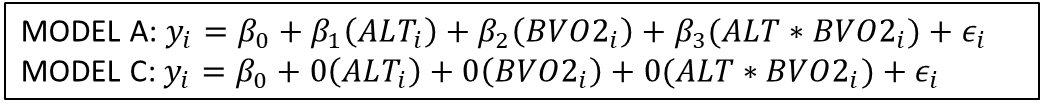 MODEL A: yᵢ = β₀ + β₁(ALTᵢ) + β₂(BVO2ᵢ) + β₃(ALT ∗ BVO2ᵢ) + ϵᵢ
MODEL C: yᵢ = β₀ + 0(ALTᵢ) + 0(BVO2ᵢ) + 0(ALT ∗ BVO2ᵢ) + ϵᵢ